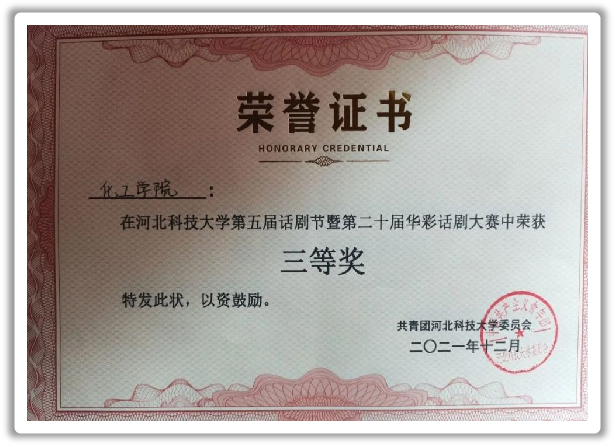 荣誉证书
HONORARY CREDENTIAL
化工学院：
在河北科技大学第五届话剧节暨第二十届华彩话剧大赛中荣获
三等奖
特发此状，以资鼓励。
共青团河北科技大学委员会
二〇二一年十二月